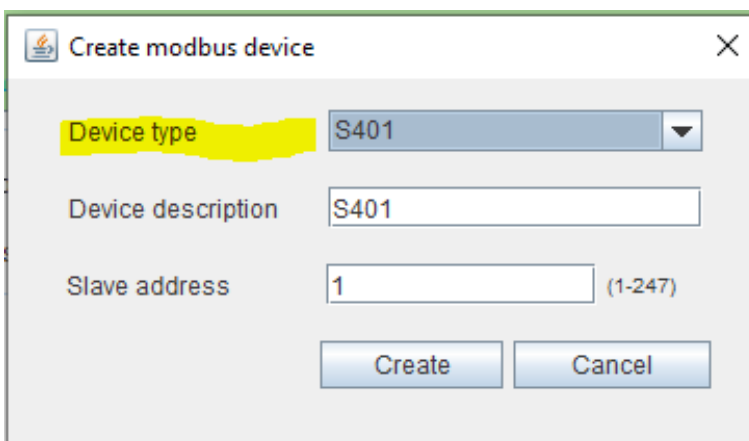 Create modbus device
Device type S401
Device description S401
Slave address 1 (1-247)
Create Cancel